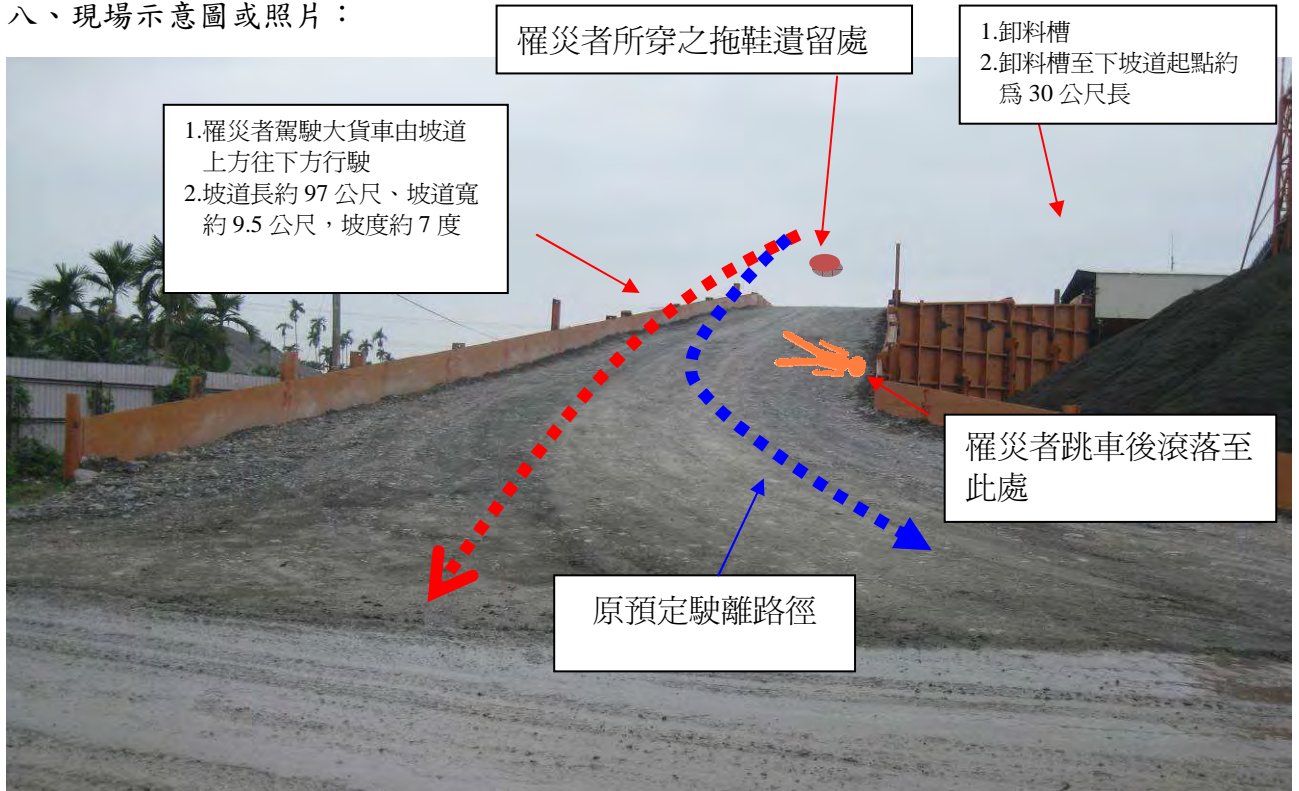 八、現場示意圖或照片：
罹災者所穿之拖鞋遺留處
1.卸料槽
2.卸料槽至下坡道起點約
為 30 公尺長
1.罹災者駕駛大貨車由坡道
上方往下方行駛
2.坡道長約 97 公尺、坡道寬
約 9.5 公尺，坡度約 7 度
罹災者跳車後滾落至
此處
原預定駛離路徑